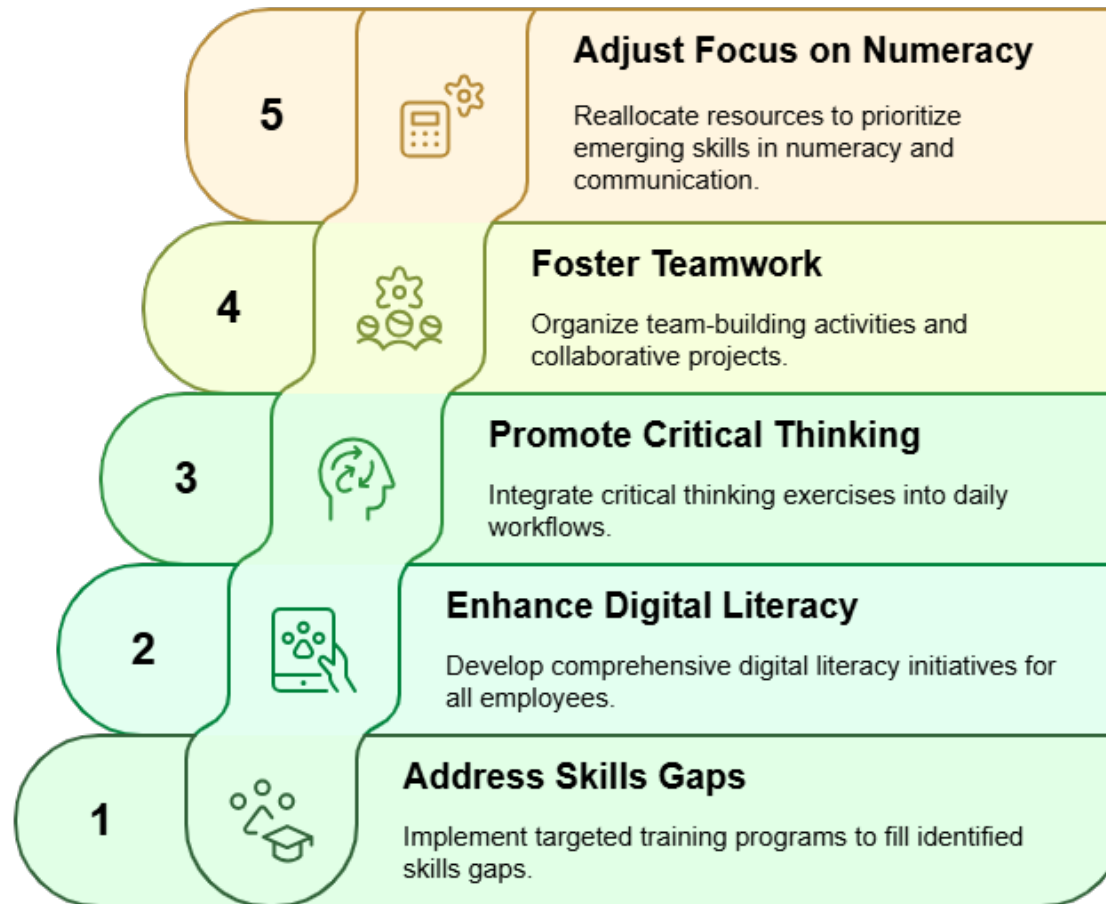 5
Adjust Focus on Numeracy
Reallocate resources to prioritize
emerging skills in numeracy and
communication.
4
Foster Teamwork
Organize team-building activities and
collaborative projects.
3
Promote Critical Thinking
Integrate critical thinking exercises into daily
workflows.
2
Enhance Digital Literacy
Develop comprehensive digital literacy initiatives for
all employees.
1
Address Skills Gaps
Implement targeted training programs to fill identified
skills gaps.